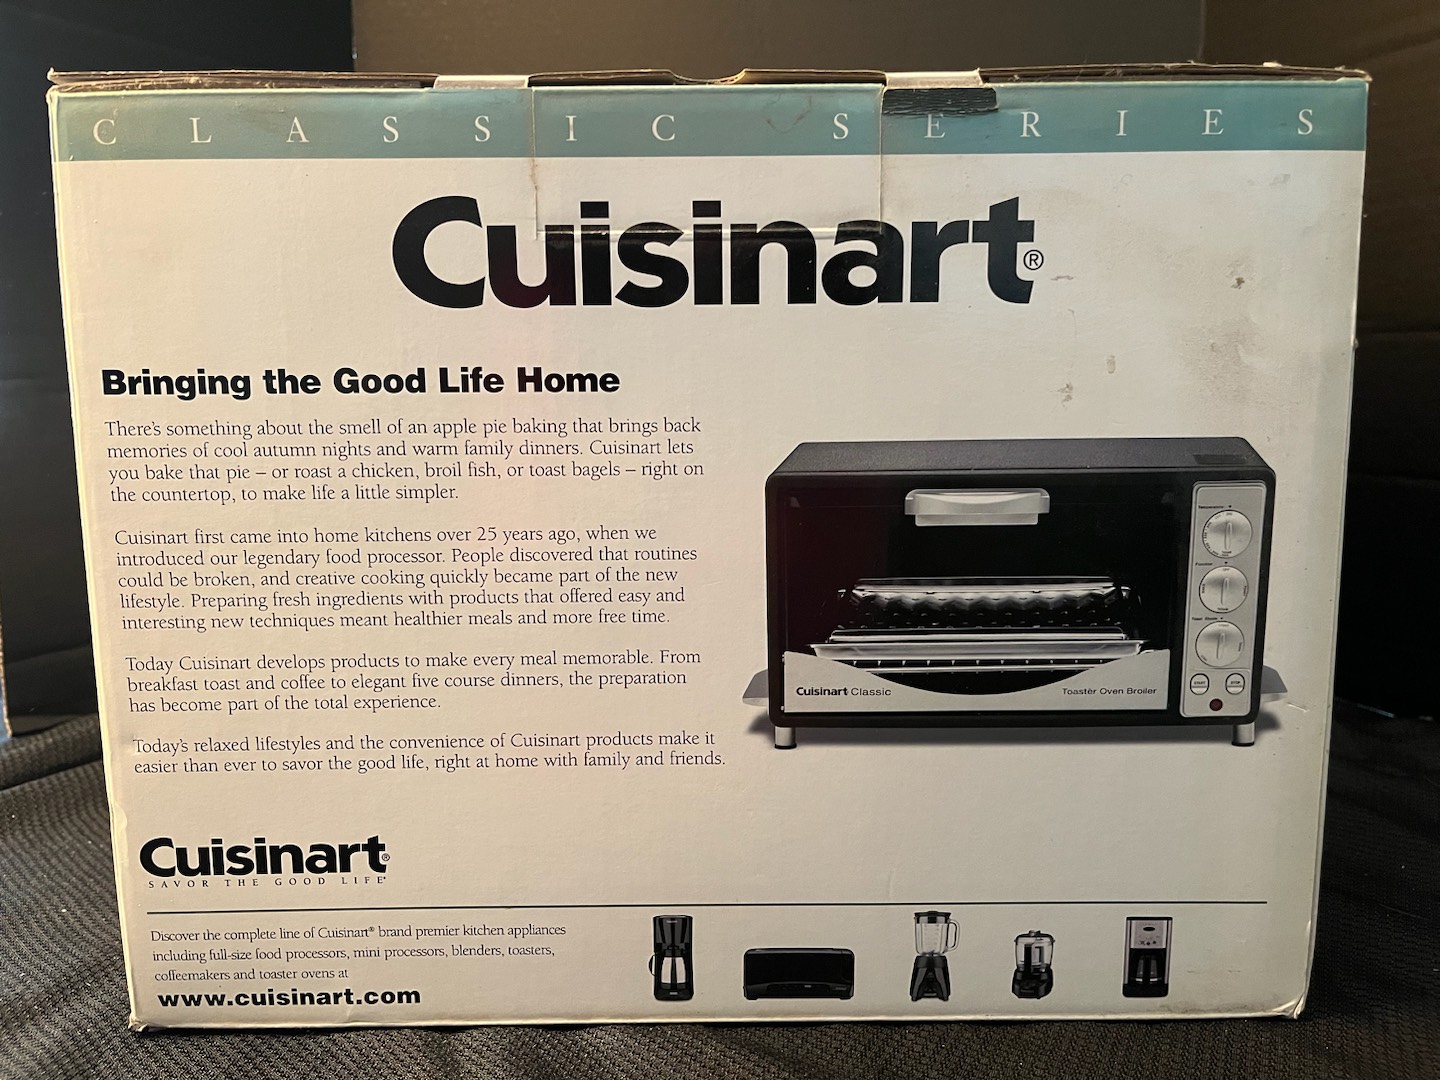 CLASSIC SERIES
Cuisinart®
Bringing the Good Life Home
There's something about the smell of an apple pie baking that brings back
memories of cool autumn nights and warm family dinners. Cuisinart lets
you bake that pie – or roast a chicken, broil fish, or toast bagels – right on
the countertop, to make life a little simpler.
Cuisinart first came into home kitchens over 25 years ago, when we
introduced our legendary food processor. People discovered that routines
could be broken, and creative cooking quickly became part of the new
lifestyle. Preparing fresh ingredients with products that offered easy and
interesting new techniques meant healthier meals and more free time.
Today Cuisinart develops products to make every meal memorable. From
breakfast toast and coffee to elegant five course dinners, the preparation
has become part of the total experience.
Today's relaxed lifestyles and the convenience of Cuisinart products make it
easier than ever to savor the good life, right at home with family and friends.
Temperature
Function
Toast Shade
START STOP
Cuisinart Classic Toaster Oven Broiler
Cuisinart®
SAVOR THE GOOD LIFE®
Discover the complete line of Cuisinart® brand premier kitchen appliances
including full-size food processors, mini processors, blenders, toasters,
coffeemakers and toaster ovens at
www.cuisinart.com